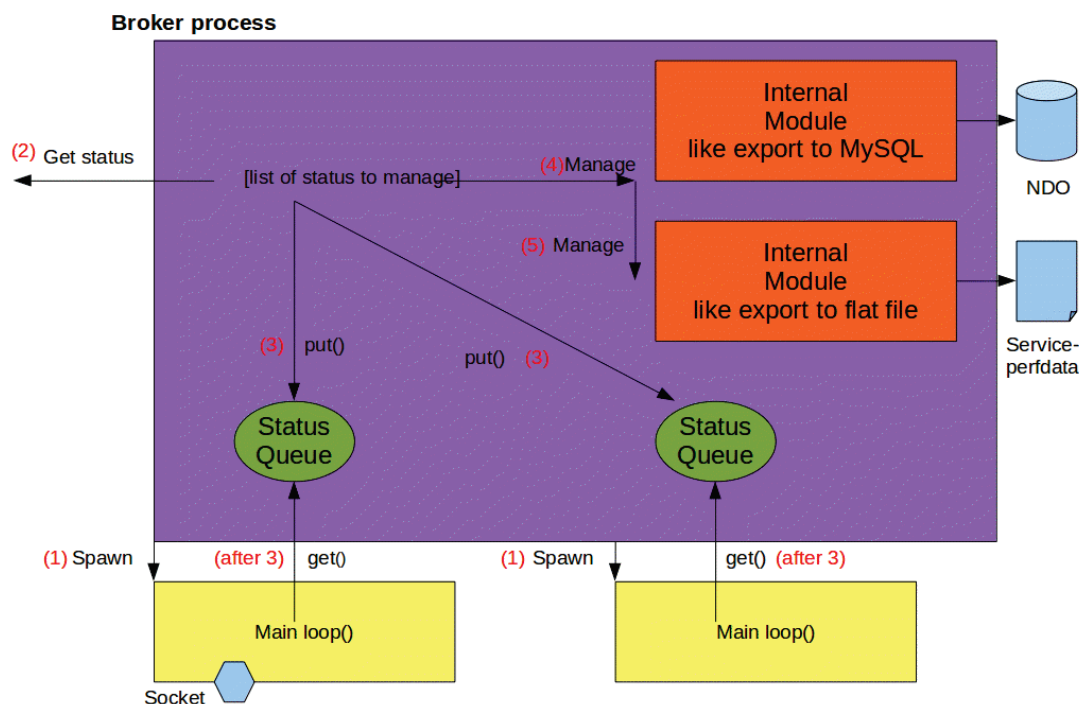 Broker process
Internal
Module
like export to MySQL
(2) Get status
[list of status to manage]
(4)Manage
NDO
(5) Manage
Internal
Module
like export to flat file
Service-
perfdata
(3) put()
put() (3)
Status
Queue
Status
Queue
(1) Spawn
(after 3) get()
(1) Spawn
get() (after 3)
Main loop()
Main loop()
Socket